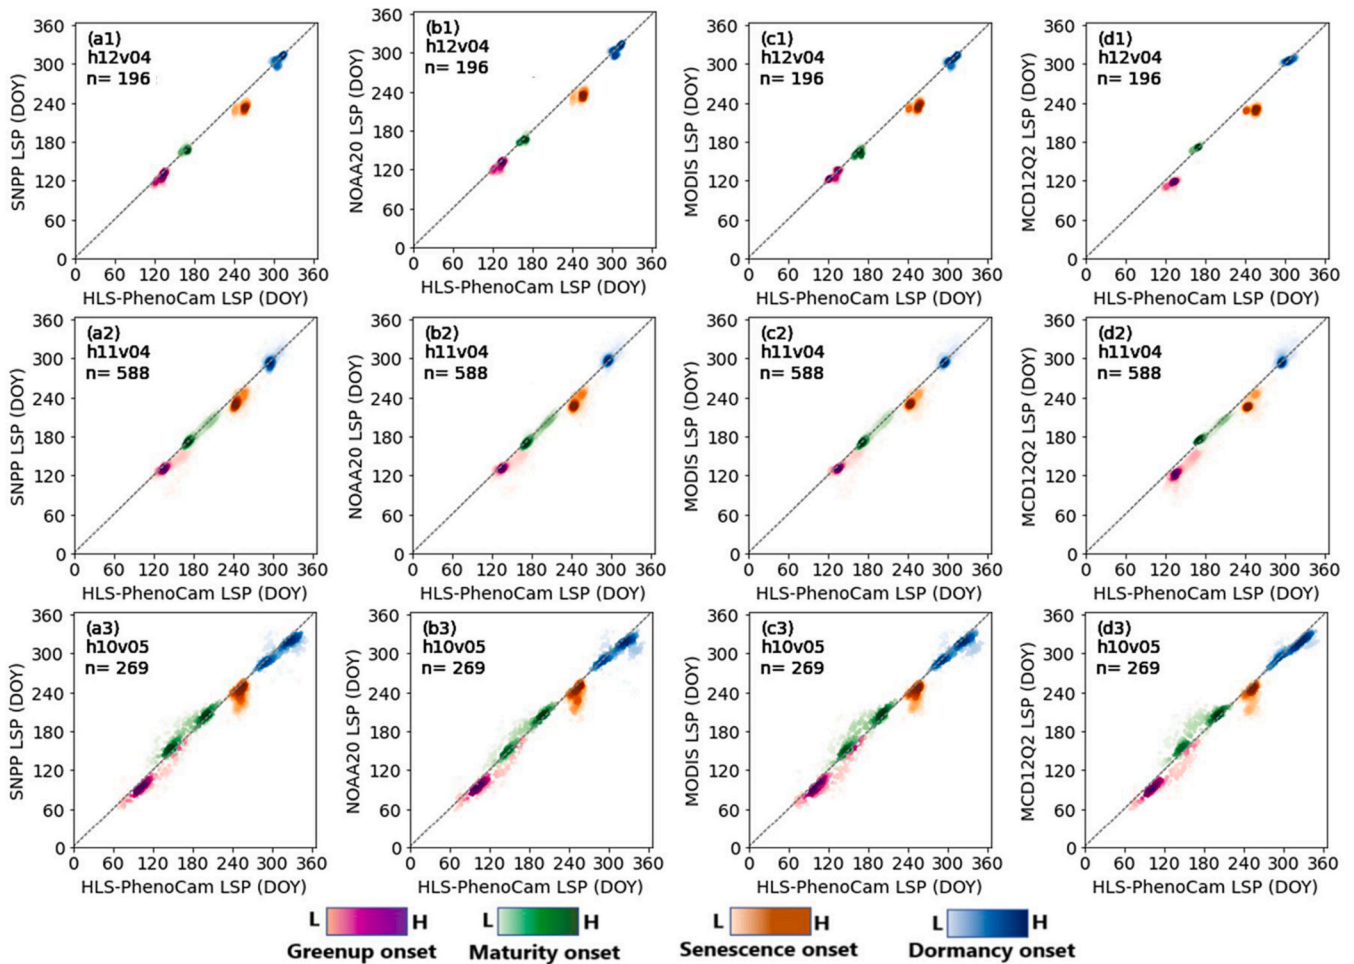 360
300
240
180
120
60
0
SNPP LSP (DOY)
(a1)
h12v04
n= 196
0 60 120 180 240 300 360
HLS-PhenoCam LSP (DOY)
360
300
240
180
120
60
0
NOAA20 LSP (DOY)
(b1)
h12v04
n= 196
0 60 120 180 240 300 360
HLS-PhenoCam LSP (DOY)
360
300
240
180
120
60
0
MODIS LSP (DOY)
(c1)
h12v04
n= 196
0 60 120 180 240 300 360
HLS-PhenoCam LSP (DOY)
360
300
240
180
120
60
0
MCD12Q2 LSP (DOY)
(d1)
h12v04
n= 196
0 60 120 180 240 300 360
HLS-PhenoCam LSP (DOY)
360
300
240
180
120
60
0
SNPP LSP (DOY)
(a2)
h11v04
n= 588
0 60 120 180 240 300 360
HLS-PhenoCam LSP (DOY)
360
300
240
180
120
60
0
NOAA20 LSP (DOY)
(b2)
h11v04
n= 588
0 60 120 180 240 300 360
HLS-PhenoCam LSP (DOY)
360
300
240
180
120
60
0
MODIS LSP (DOY)
(c2)
h11v04
n= 588
0 60 120 180 240 300 360
HLS-PhenoCam LSP (DOY)
360
300
240
180
120
60
0
MCD12Q2 LSP (DOY)
(d2)
h11v04
n= 588
0 60 120 180 240 300 360
HLS-PhenoCam LSP (DOY)
360
300
240
180
120
60
0
SNPP LSP (DOY)
(a3)
h10v05
n= 269
0 60 120 180 240 300 360
HLS-PhenoCam LSP (DOY)
360
300
240
180
120
60
0
NOAA20 LSP (DOY)
(b3)
h10v05
n= 269
0 60 120 180 240 300 360
HLS-PhenoCam LSP (DOY)
360
300
240
180
120
60
0
MODIS LSP (DOY)
(c3)
h10v05
n= 269
0 60 120 180 240 300 360
HLS-PhenoCam LSP (DOY)
360
300
240
180
120
60
0
MCD12Q2 LSP (DOY)
(d3)
h10v05
n= 269
0 60 120 180 240 300 360
HLS-PhenoCam LSP (DOY)
L H
Greenup onset
L H
Maturity onset
L H
Senescence onset
L H
Dormancy onset